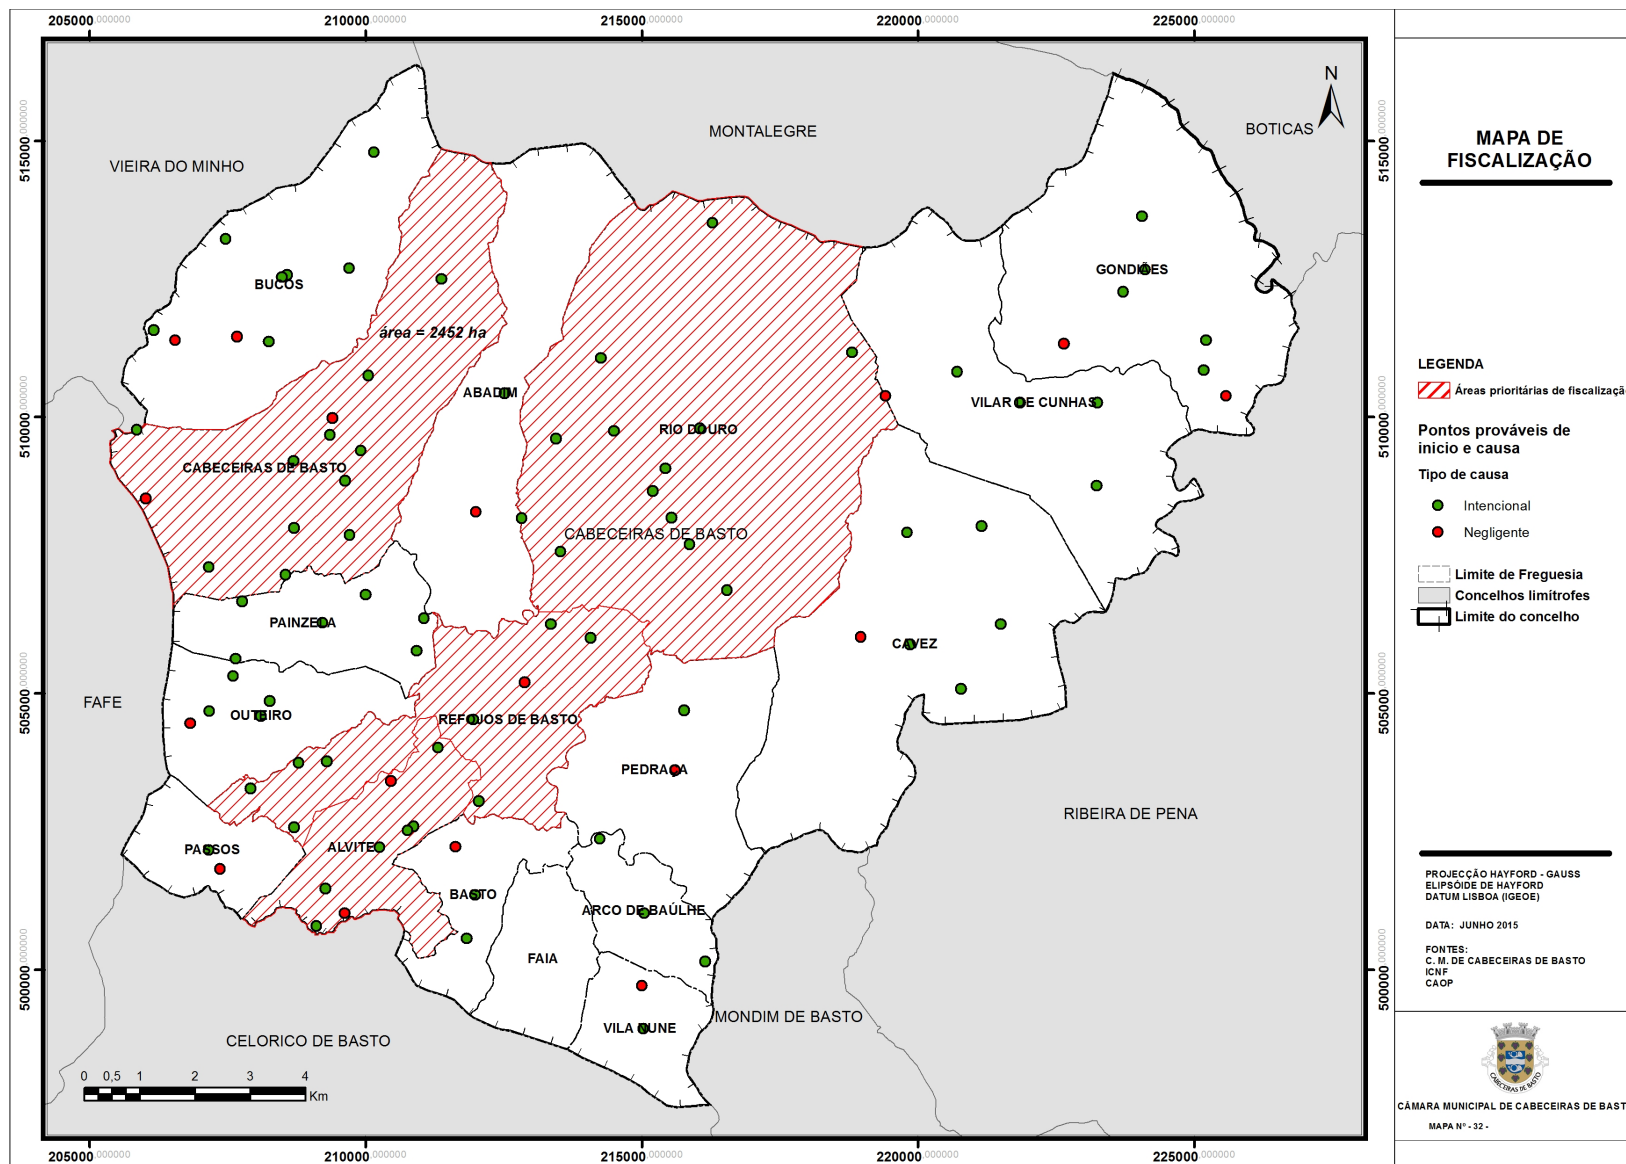 205000.000000
210000.000000
215000.000000
220000.000000
225000.000000
515000.000000
510000.000000
505000.000000
500000.000000
515000.000000
510000.000000
505000.000000
500000.000000
N
MONTALEGRE
BOTICAS
VIEIRA DO MINHO
BUCOS
GONDIÃES
área = 2452 ha
ABADIM
VILAR DE CUNHAS
RIO DOURO
CABECEIRAS DE BASTO
CABECEIRAS DE BASTO
PAINZELA
CAVEZ
FAFE
OUTEIRO
REFOJOS DE BASTO
PEDRAÇA
RIBEIRA DE PENA
PASSOS
ALVITE
BASTO
ARCO DE BAÚLHE
FAIA
VILA NUNE
MONDIM DE BASTO
CELORICO DE BASTO
0 0,5 1 2 3 4
Km
205000.000000
210000.000000
215000.000000
220000.000000
225000.000000
MAPA DE
FISCALIZAÇÃO
LEGENDA
Áreas prioritárias de fiscalizaçã
Pontos prováveis de
inicio e causa
Tipo de causa
Intencional
Negligente
Limite de Freguesia
Concelhos limítrofes
Limite do concelho
PROJECÇÃO HAYFORD - GAUSS
ELIPSÓIDE DE HAYFORD
DATUM LISBOA (IGEOE)
DATA: JUNHO 2015
FONTES:
C. M. DE CABECEIRAS DE BASTO
ICNF
CAOP
CABECEIRAS DE BASTO
CÂMARA MUNICIPAL DE CABECEIRAS DE BAST
MAPA Nº - 32 -